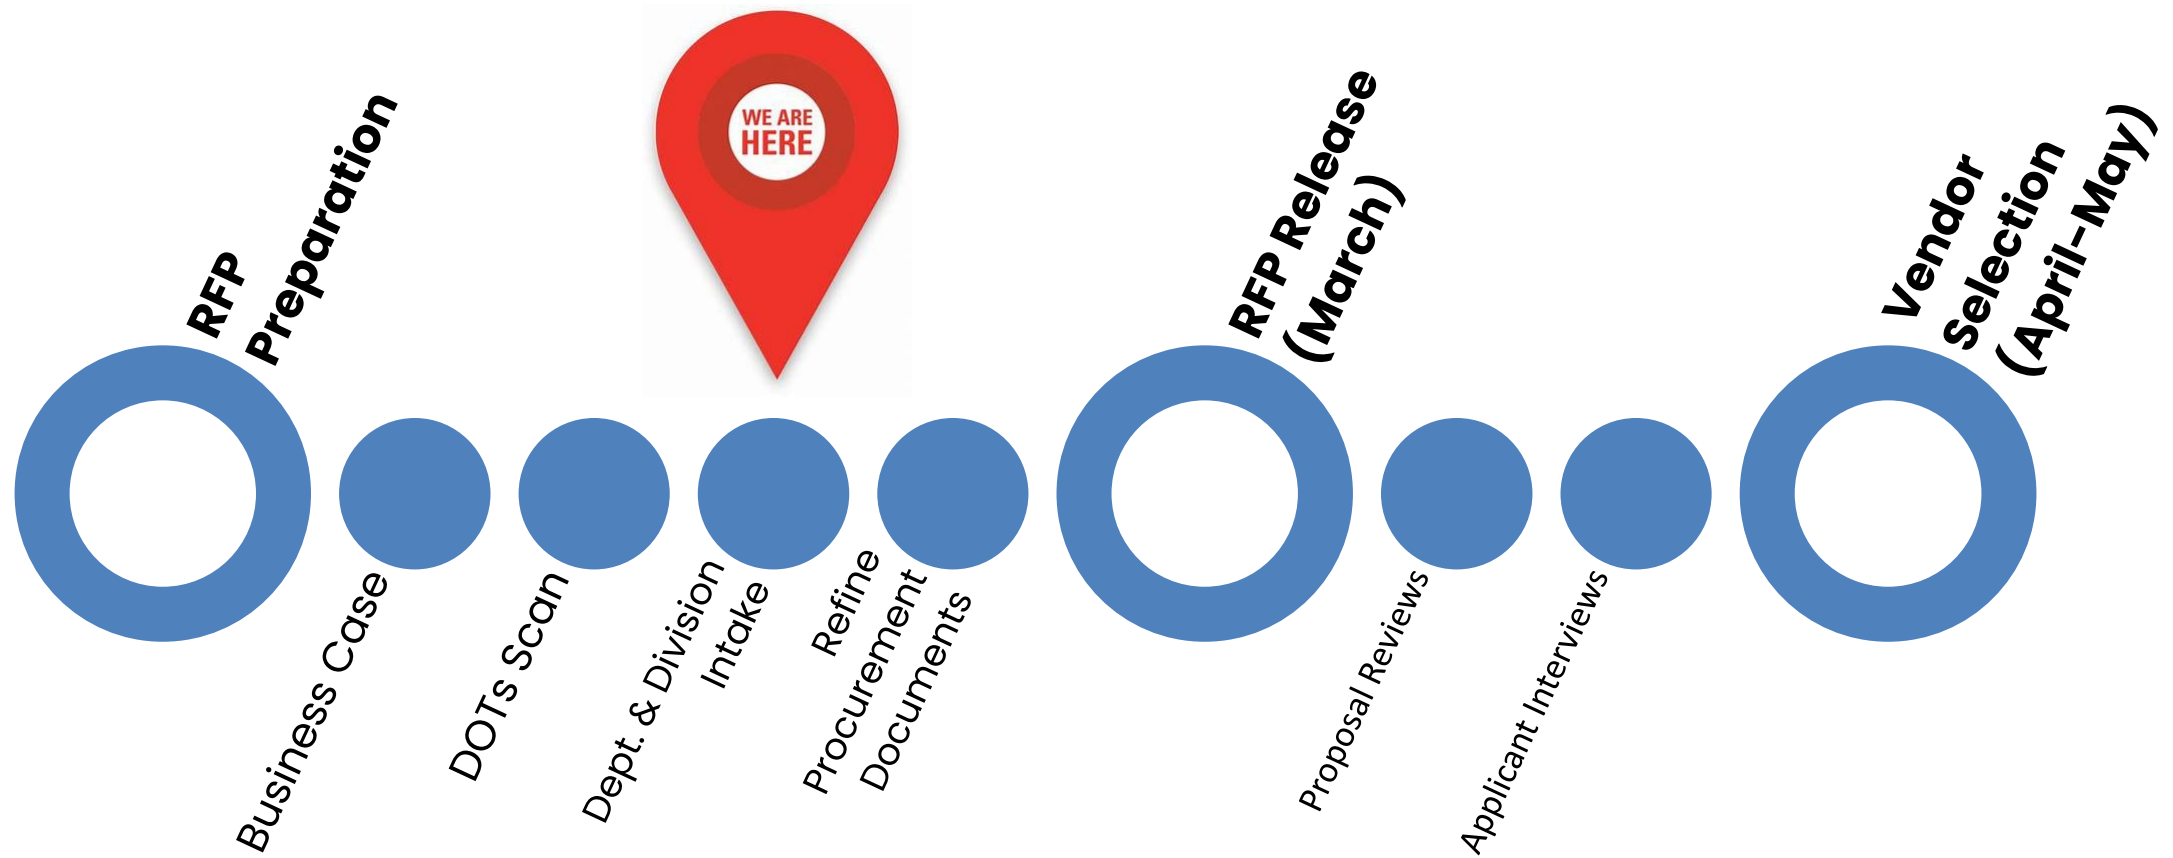 RFP
Preparation
WE ARE
HERE
RFP Release
(March)
Vendor
Selection
(April-May)
Business Case
DOTs Scan
Dept. & Division
Intake
Refine
Procurement
Documents
Proposal Reviews
Applicant Interviews